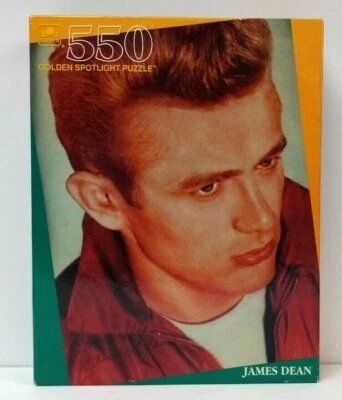 550
GOLDEN SPOTLIGHT PUZZLE™
JAMES DEAN